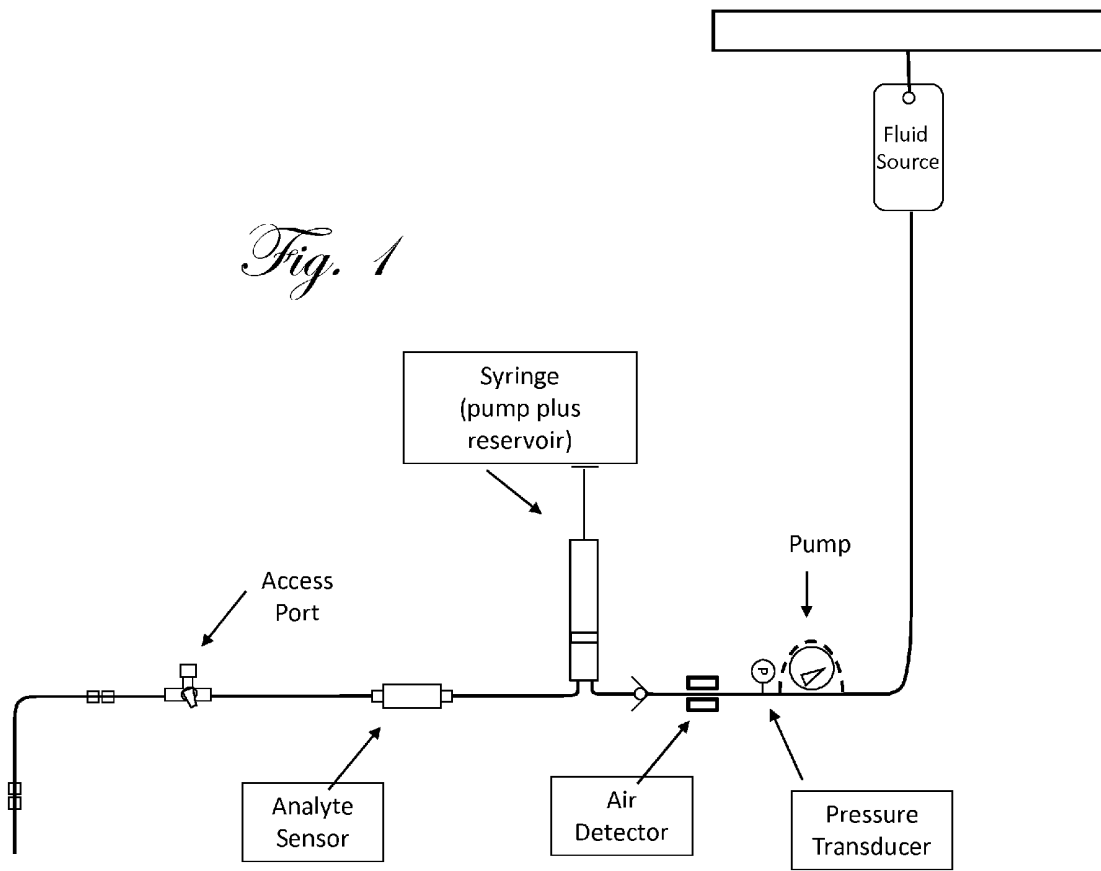 Fluid
Source
Fig. 1
Syringe
(pump plus
reservoir)
Pump
Access
Port
P
Analyte
Sensor
Air
Detector
Pressure
Transducer